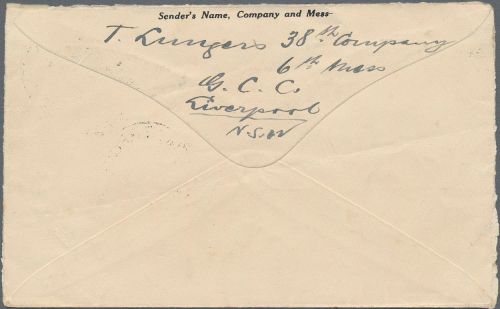 Sender's Name, Company and Mess-
T. Lungers 38th Company
6th Mess
G. C. C.
Liverpool
N.S.W